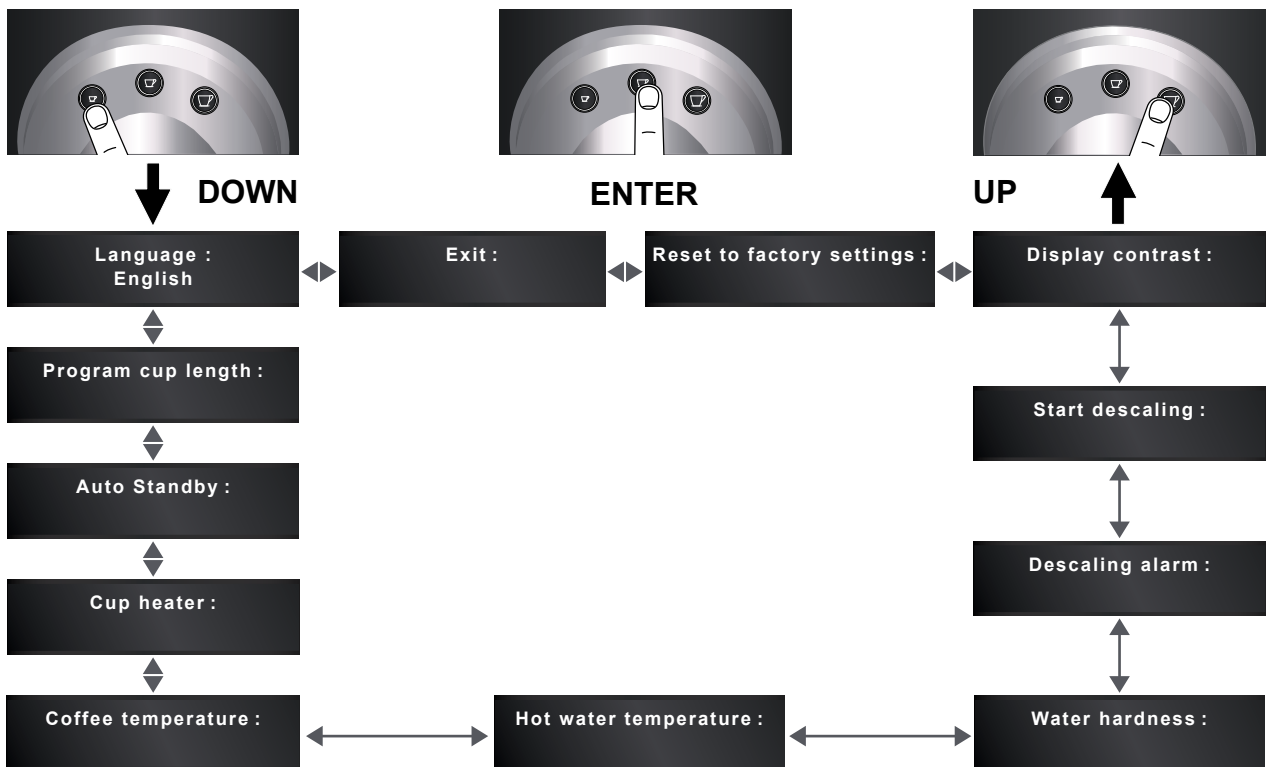 DOWN
ENTER
UP
Language :
English
Exit :
Reset to factory settings :
Display contrast :
Program cup length :
Start descaling :
Auto Standby :
Descaling alarm :
Cup heater :
Coffee temperature :
Hot water temperature :
Water hardness :